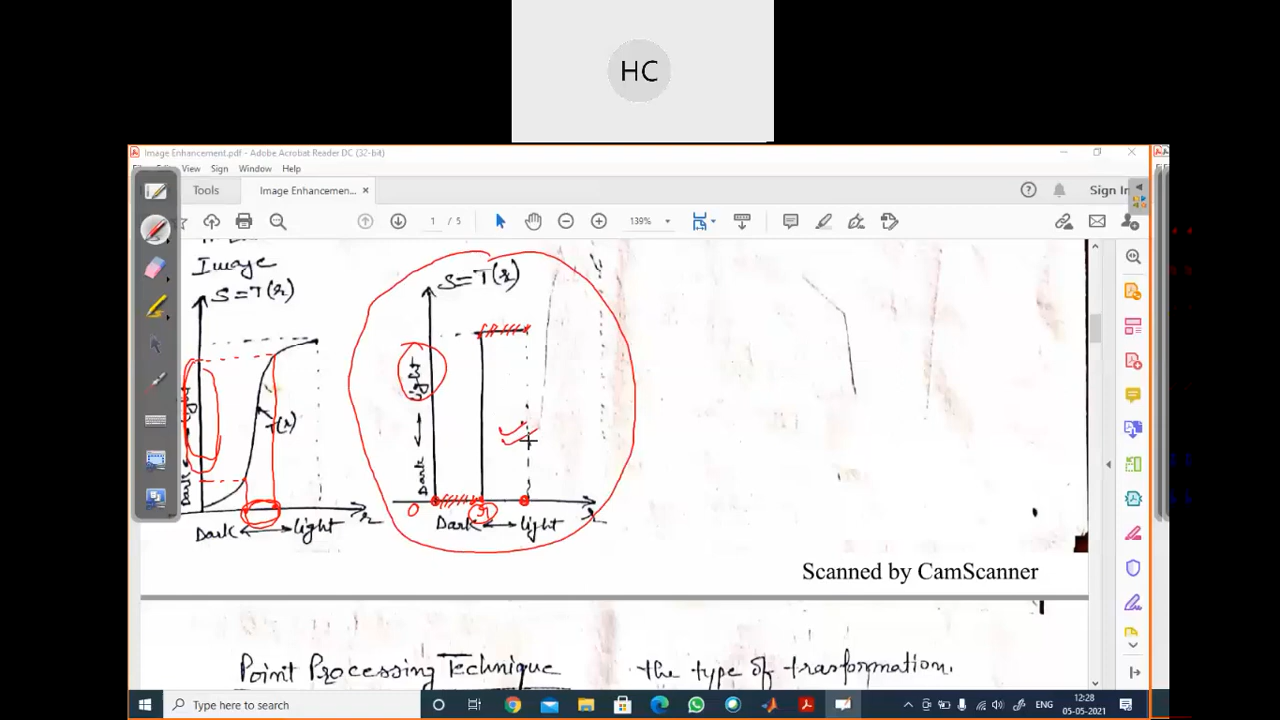 HC
Image Enhancement.pdf - Adobe Acrobat Reader DC (32-bit)
View Sign Window Help
Tools
Image Enhancemen... ×
Sign In
1 / 5
139%
Image
S=T(r)
S=T(r)
light
Dark
T(r)
Dark light
r
light
Dark
0
Dark light
r
Scanned by CamScanner
Point Processing Technique
the type of trasformation.
Type here to search
ENG
12:28
05-05-2021